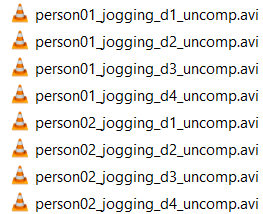 person01_jogging_d1_uncomp.avi
person01_jogging_d2_uncomp.avi
person01_jogging_d3_uncomp.avi
person01_jogging_d4_uncomp.avi
person02_jogging_d1_uncomp.avi
person02_jogging_d2_uncomp.avi
person02_jogging_d3_uncomp.avi
person02_jogging_d4_uncomp.avi